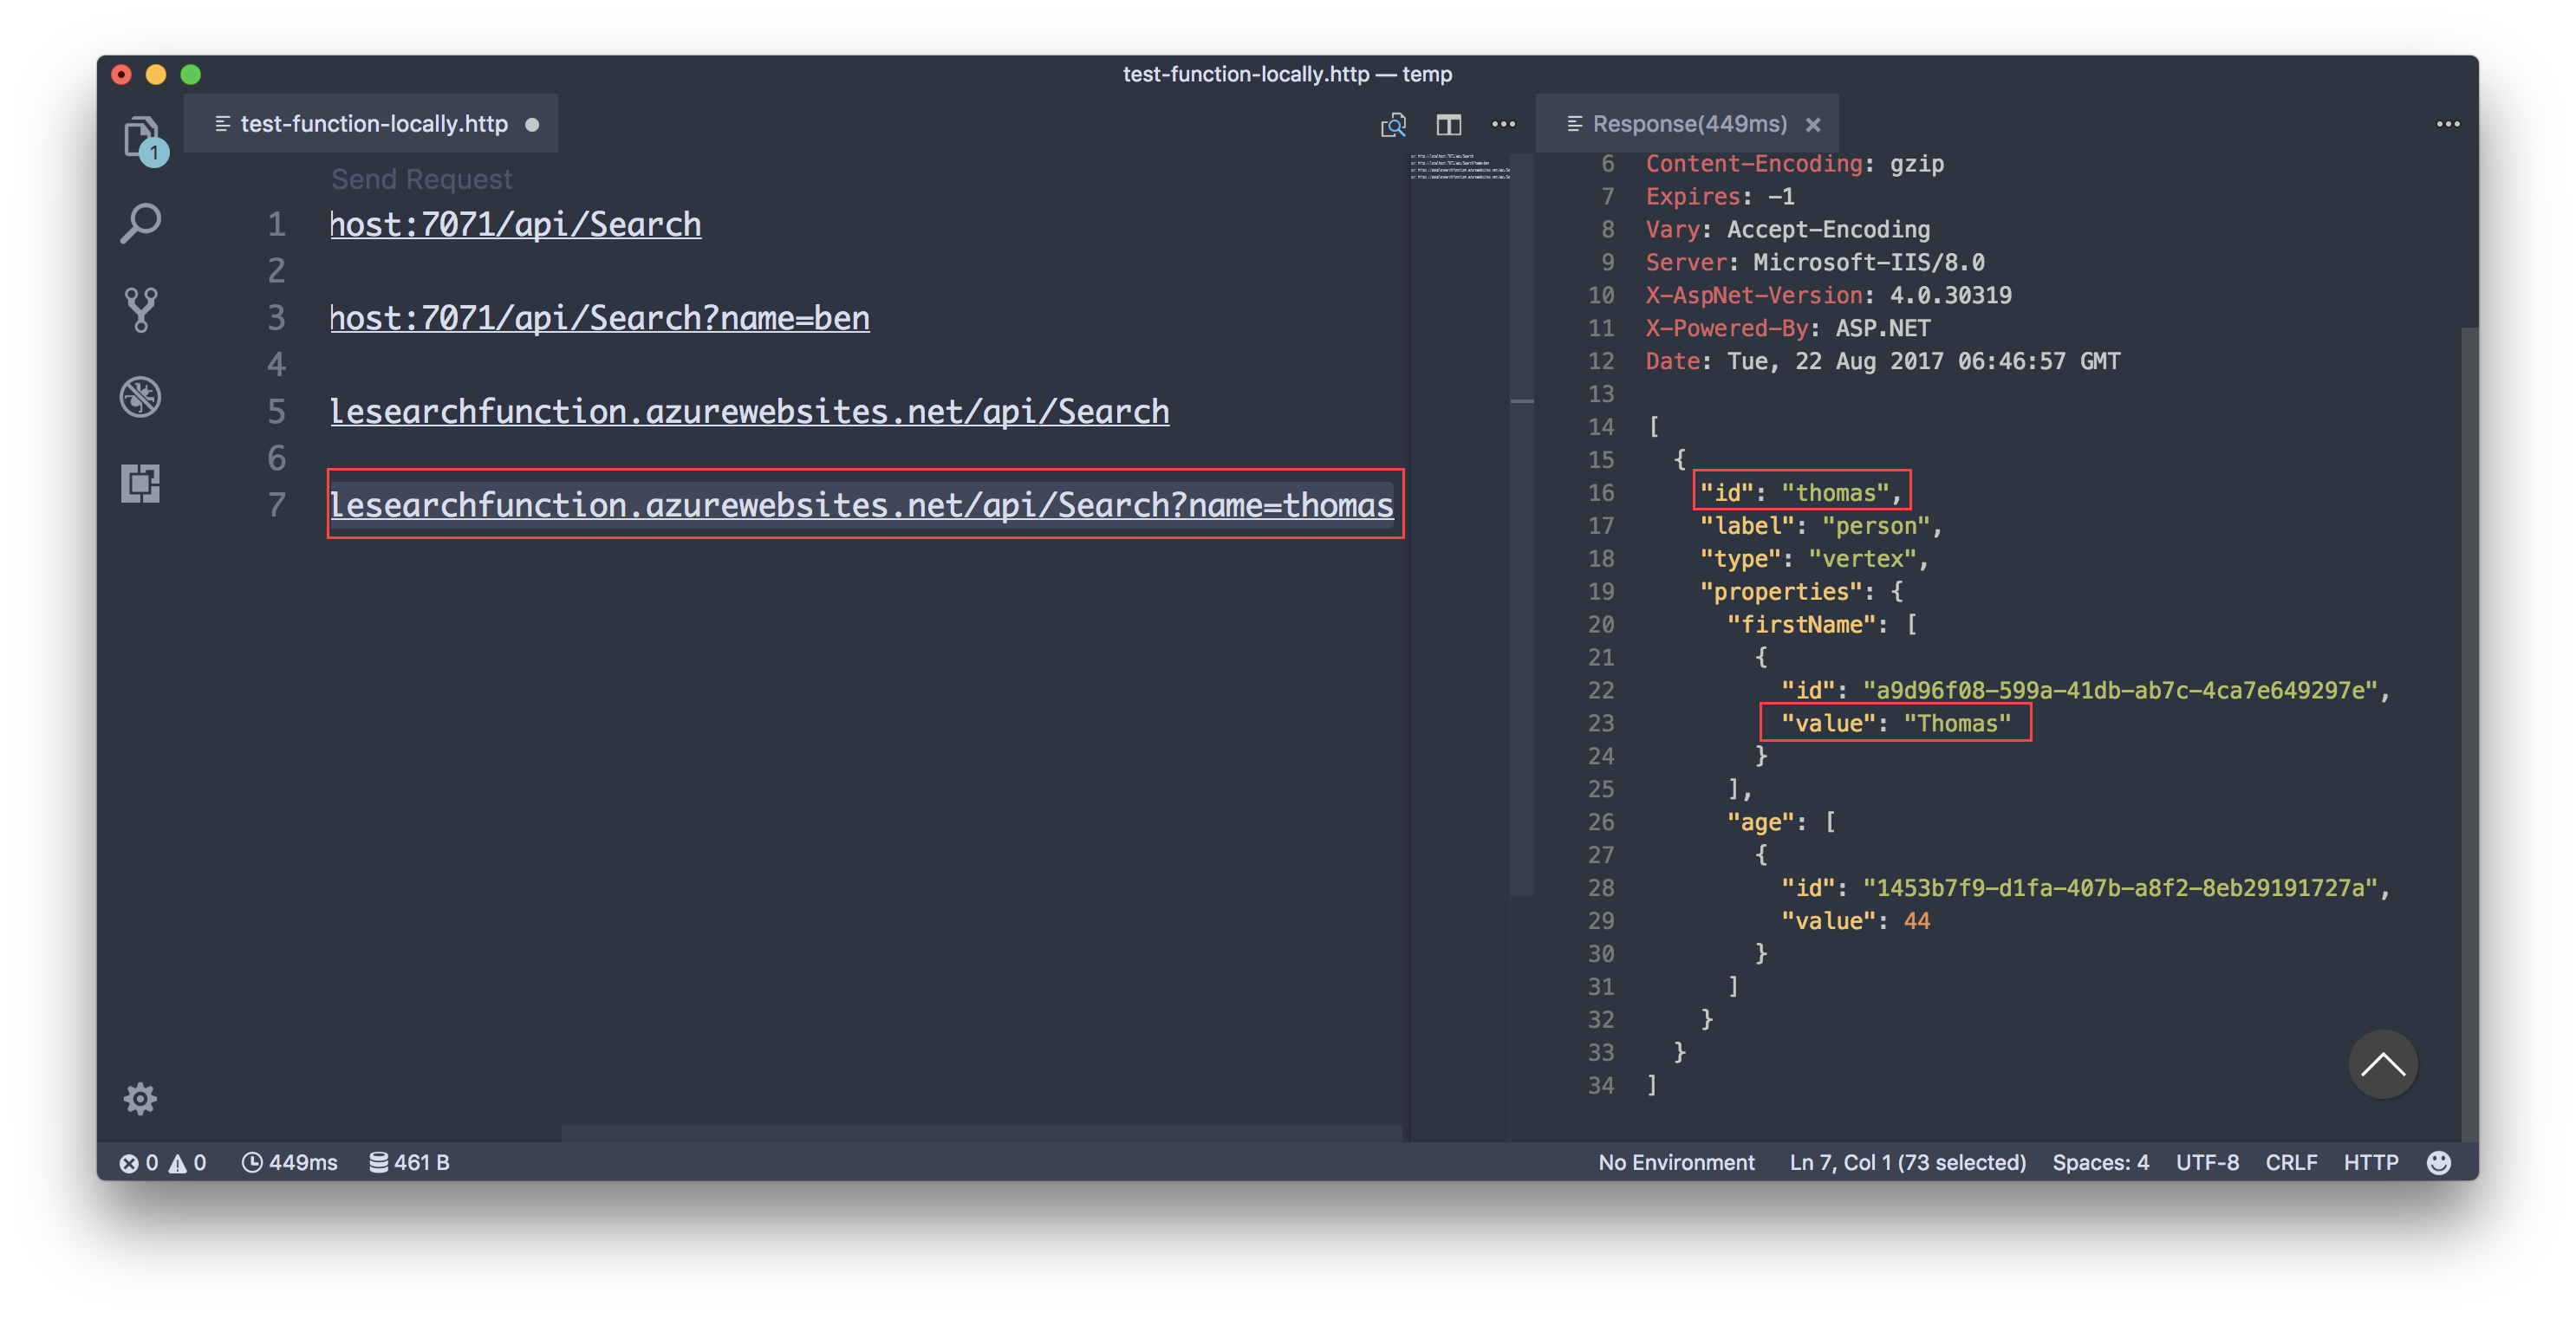 test-function-locally.http — temp
1
test-function-locally.http
Send Request
1 host:7071/api/Search
2
3 host:7071/api/Search?name=ben
4
5 lesearchfunction.azurewebsites.net/api/Search
6
7 lesearchfunction.azurewebsites.net/api/Search?name=thomas
Response(449ms)
6 Content-Encoding: gzip
7 Expires: -1
8 Vary: Accept-Encoding
9 Server: Microsoft-IIS/8.0
10 X-AspNet-Version: 4.0.30319
11 X-Powered-By: ASP.NET
12 Date: Tue, 22 Aug 2017 06:46:57 GMT
13
14 [
15 {
16 "id": "thomas",
17 "label": "person",
18 "type": "vertex",
19 "properties": {
20 "firstName": [
21 {
22 "id": "a9d96f08-599a-41db-ab7c-4ca7e649297e",
23 "value": "Thomas"
24 }
25 ],
26 "age": [
27 {
28 "id": "1453b7f9-d1fa-407b-a8f2-8eb29191727a",
29 "value": 44
30 }
31 ]
32 }
33 }
34 ]
0 0 449ms 461 B No Environment Ln 7, Col 1 (73 selected) Spaces: 4 UTF-8 CRLF HTTP